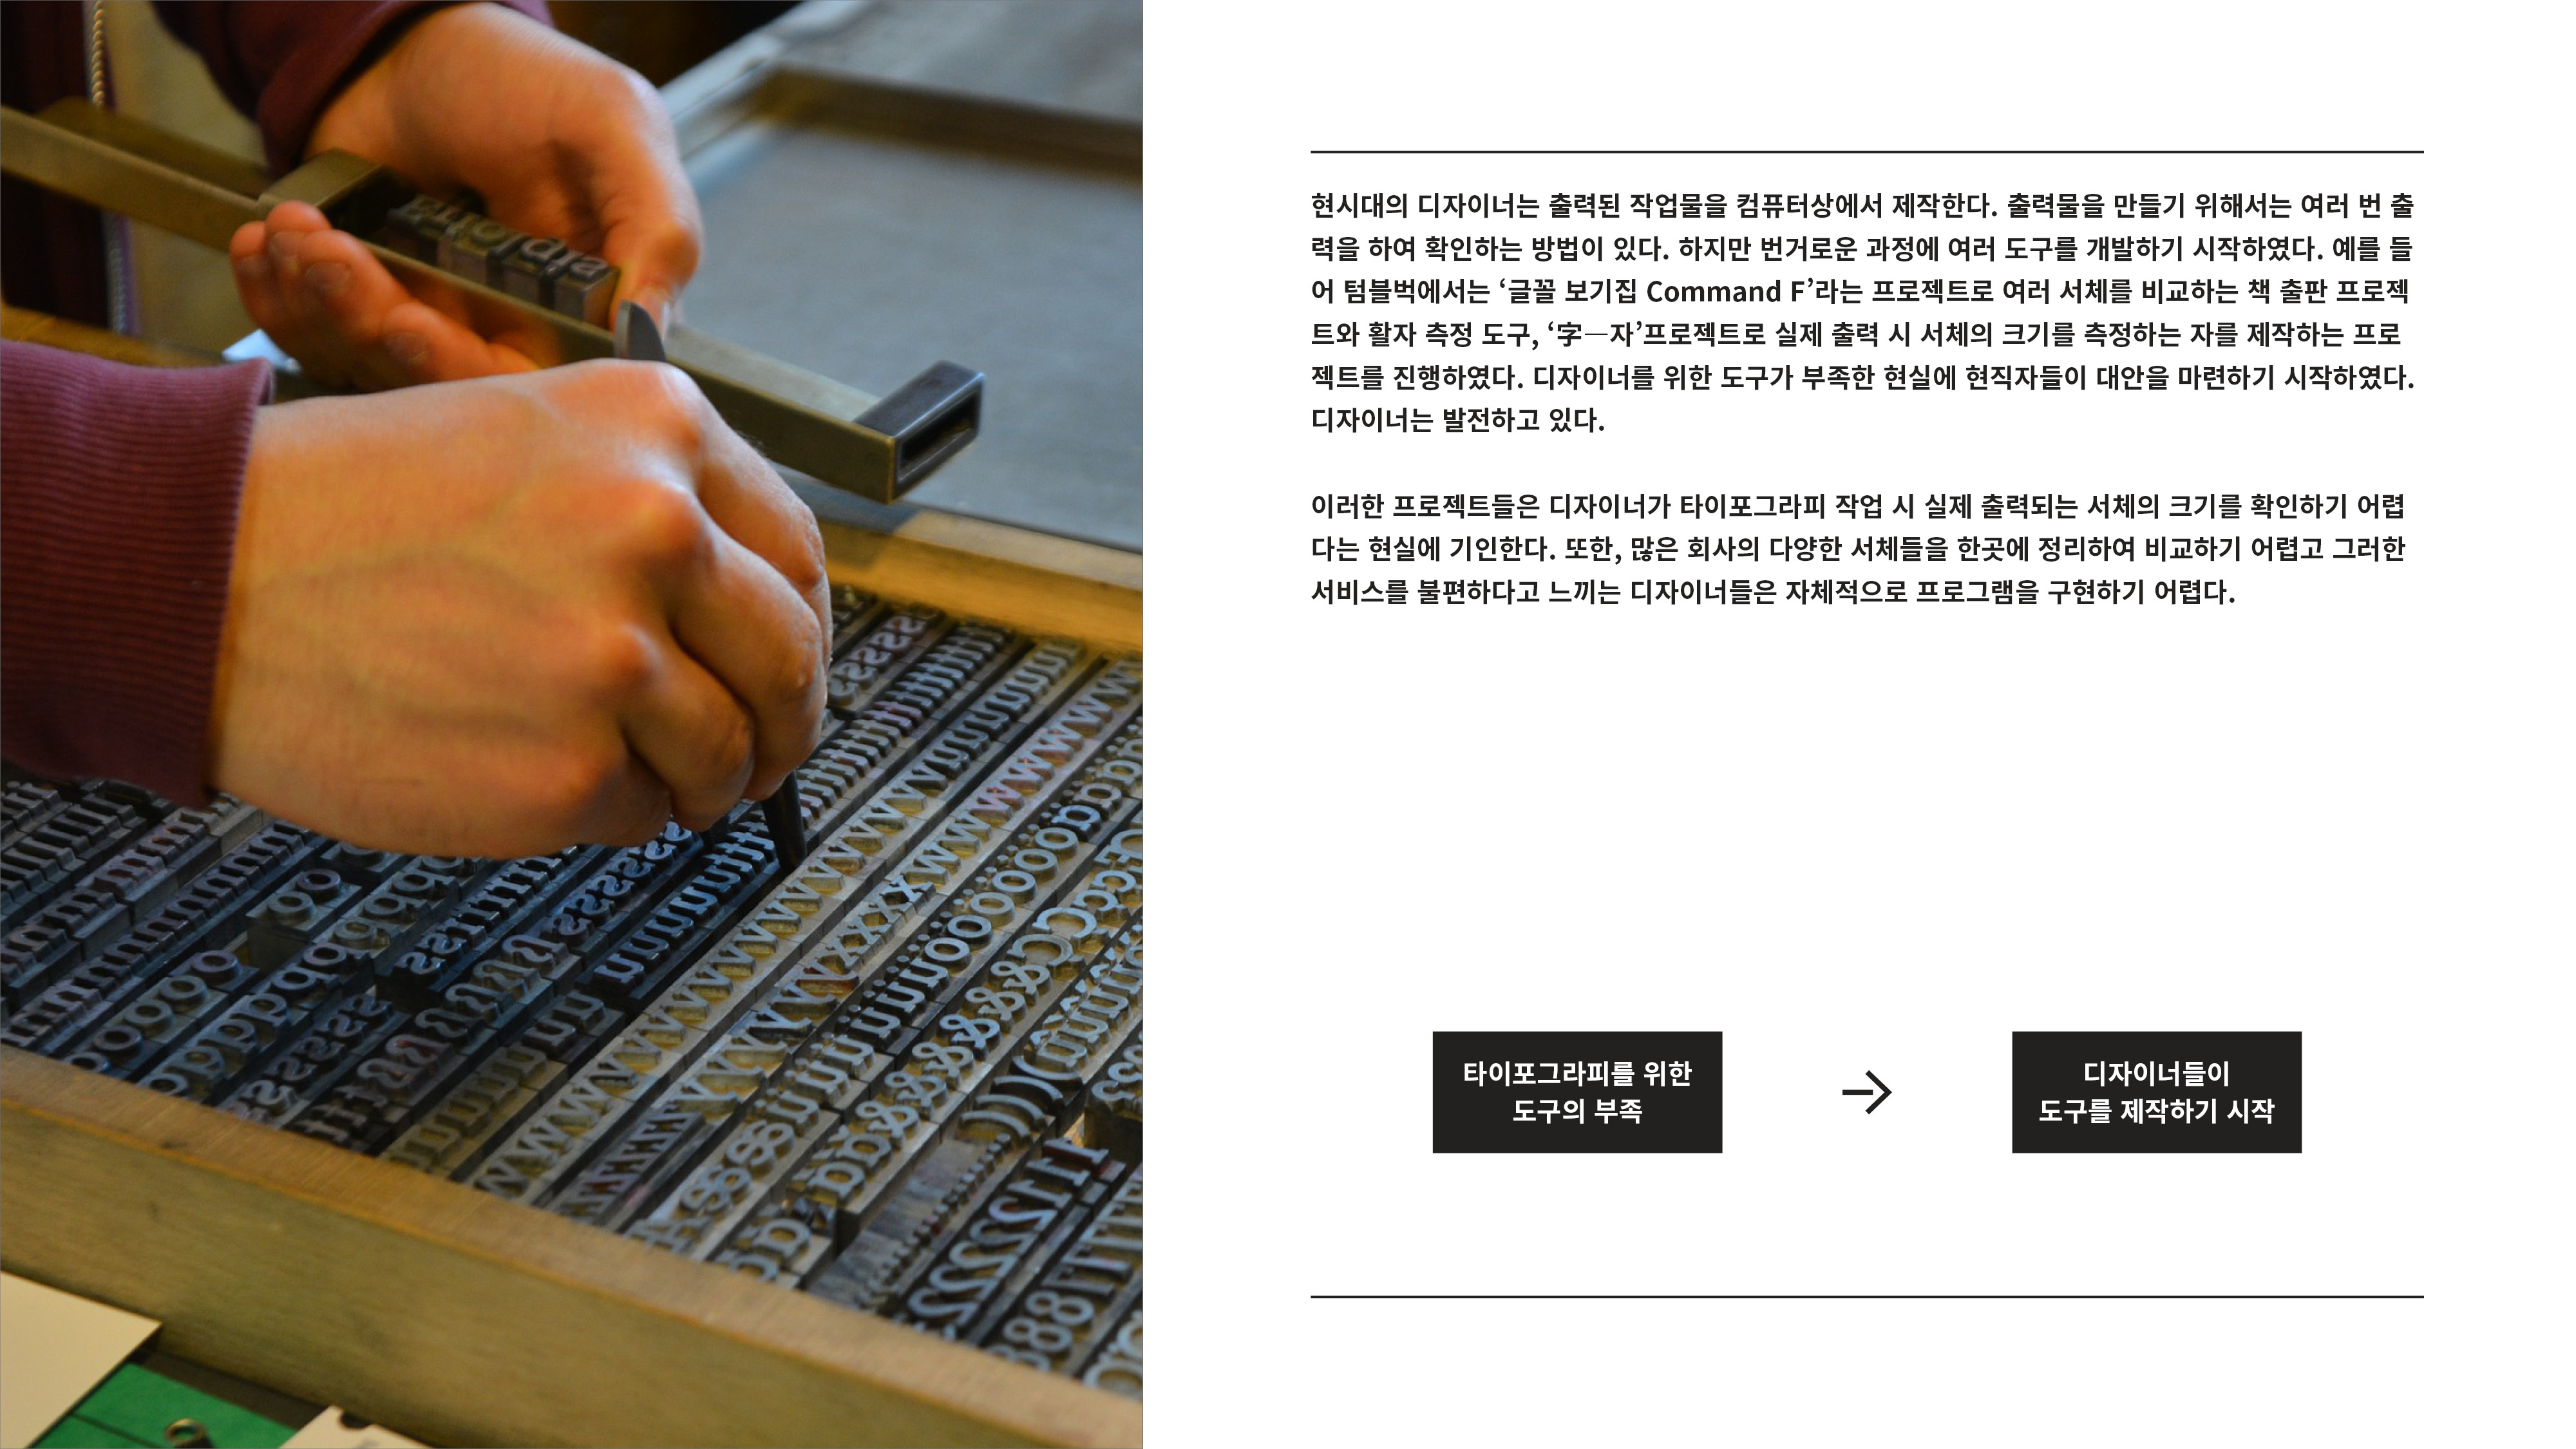 현시대의 디자이너는 출력된 작업물을 컴퓨터상에서 제작한다. 출력물을 만들기 위해서는 여러 번 출
력을 하여 확인하는 방법이 있다. 하지만 번거로운 과정에 여러 도구를 개발하기 시작하였다. 예를 들
어 텀블벅에서는 ‘글꼴 보기집 Command F’라는 프로젝트로 여러 서체를 비교하는 책 출판 프로젝
트와 활자 측정 도구, ‘字—자’프로젝트로 실제 출력 시 서체의 크기를 측정하는 자를 제작하는 프로
젝트를 진행하였다. 디자이너를 위한 도구가 부족한 현실에 현직자들이 대안을 마련하기 시작하였다.
디자이너는 발전하고 있다.
이러한 프로젝트들은 디자이너가 타이포그라피 작업 시 실제 출력되는 서체의 크기를 확인하기 어렵
다는 현실에 기인한다. 또한, 많은 회사의 다양한 서체들을 한곳에 정리하여 비교하기 어렵고 그러한
서비스를 불편하다고 느끼는 디자이너들은 자체적으로 프로그램을 구현하기 어렵다.
타이포그라피를 위한
도구의 부족
디자이너들이
도구를 제작하기 시작